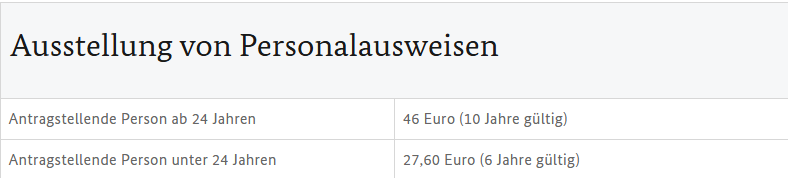 Ausstellung von Personalausweisen
Antragstellende Person ab 24 Jahren 46 Euro (10 Jahre gültig)
Antragstellende Person unter 24 Jahren 27,60 Euro (6 Jahre gültig)